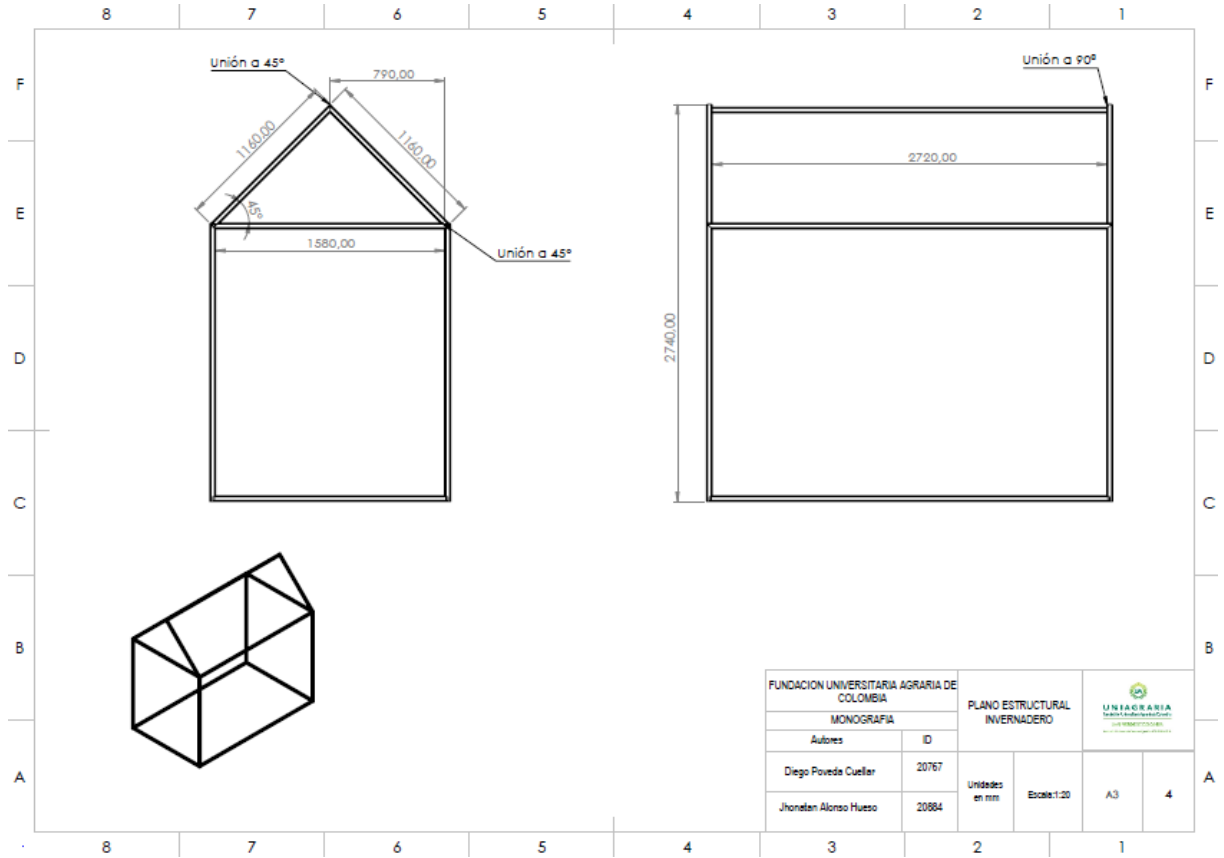 8 7 6 5 4 3 2 1
F
F
Unión a 45°
790,00
1160,00
1160,00
45°
1580,00
Unión a 45°
Unión a 90°
2720,00
2740,00
E
E
D
D
C
C
B
B
A
A
FUNDACION UNIVERSITARIA AGRARIA DE
COLOMBIA
MONOGRAFIA
Autores
ID
Diego Poveda Cuellar
20767
Jhonatan Alonso Hueso
20884
PLANO ESTRUCTURAL
INVERNADERO
Unidades
en mm
Escala:1:20
UNIAGRARIA
A3
4
8 7 6 5 4 3 2 1